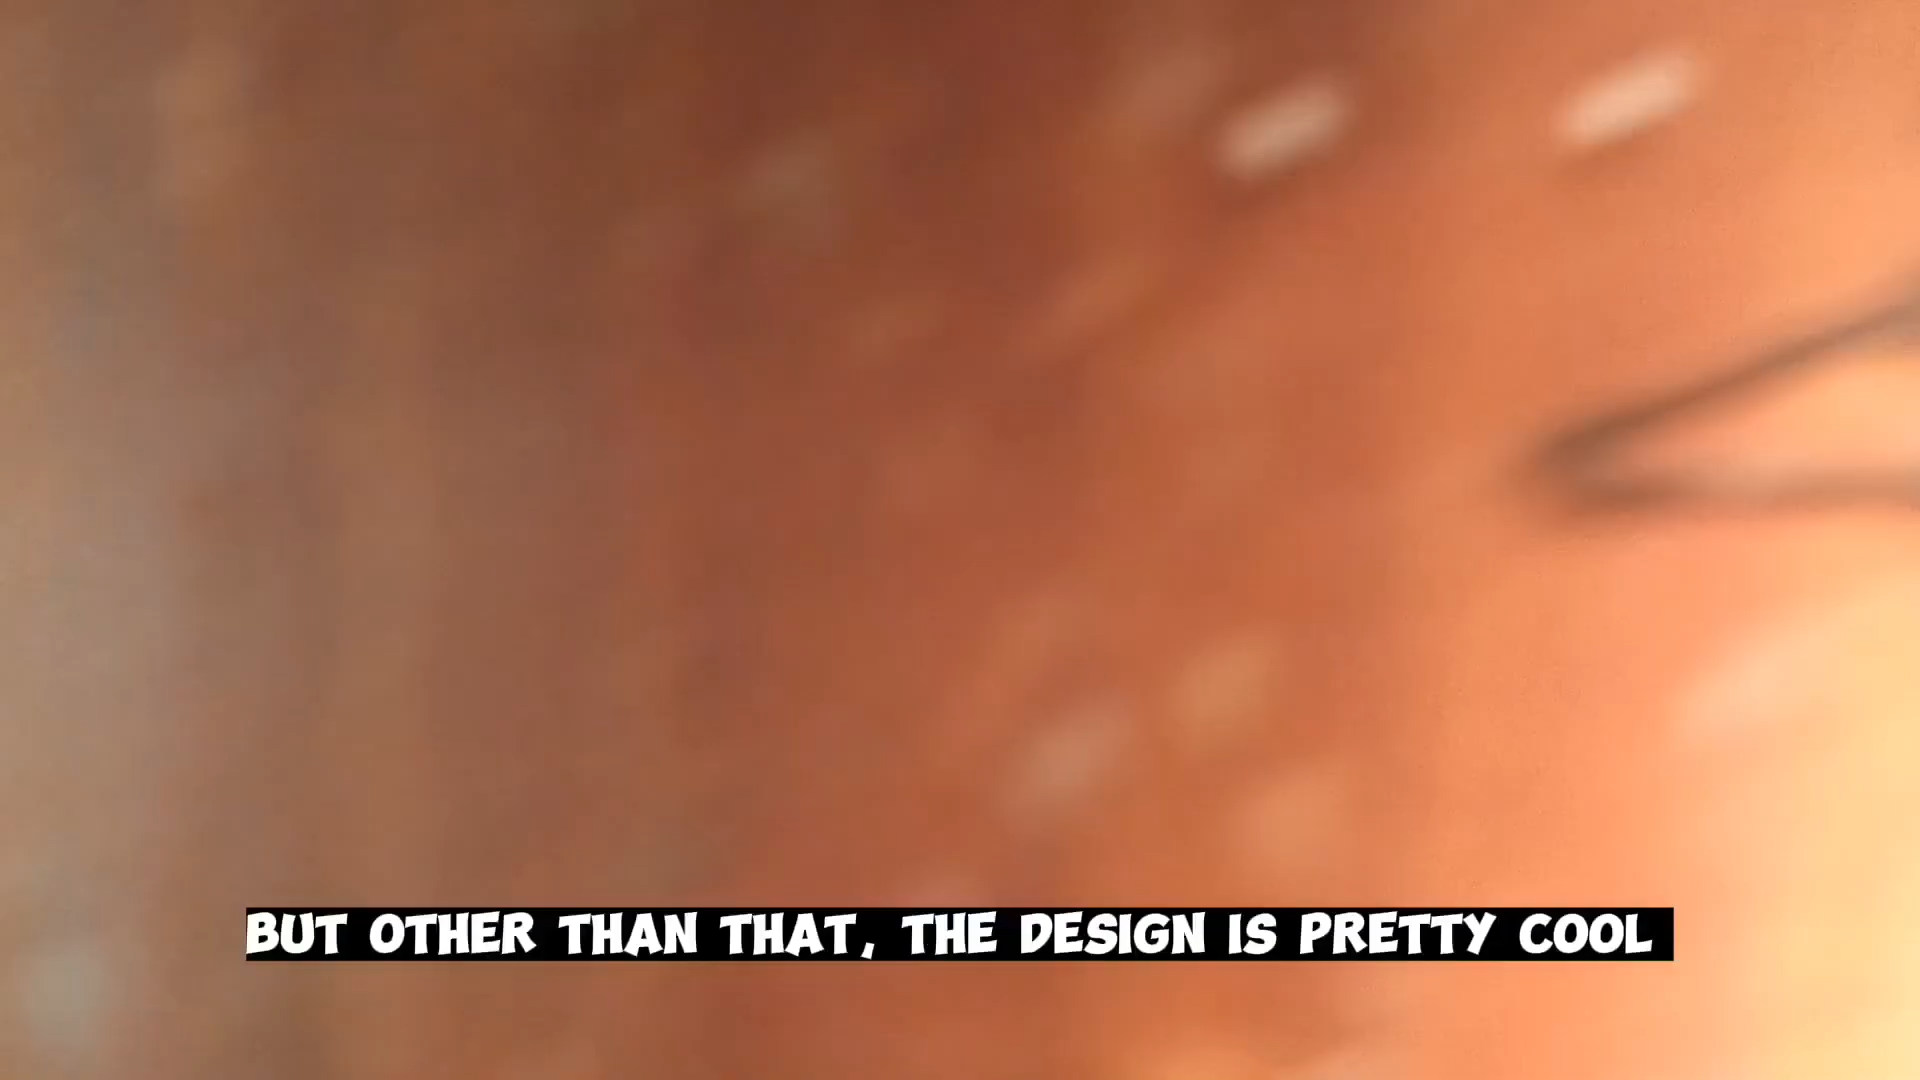 BUT OTHER THAN THAT, THE DESIGN IS PRETTY COOL